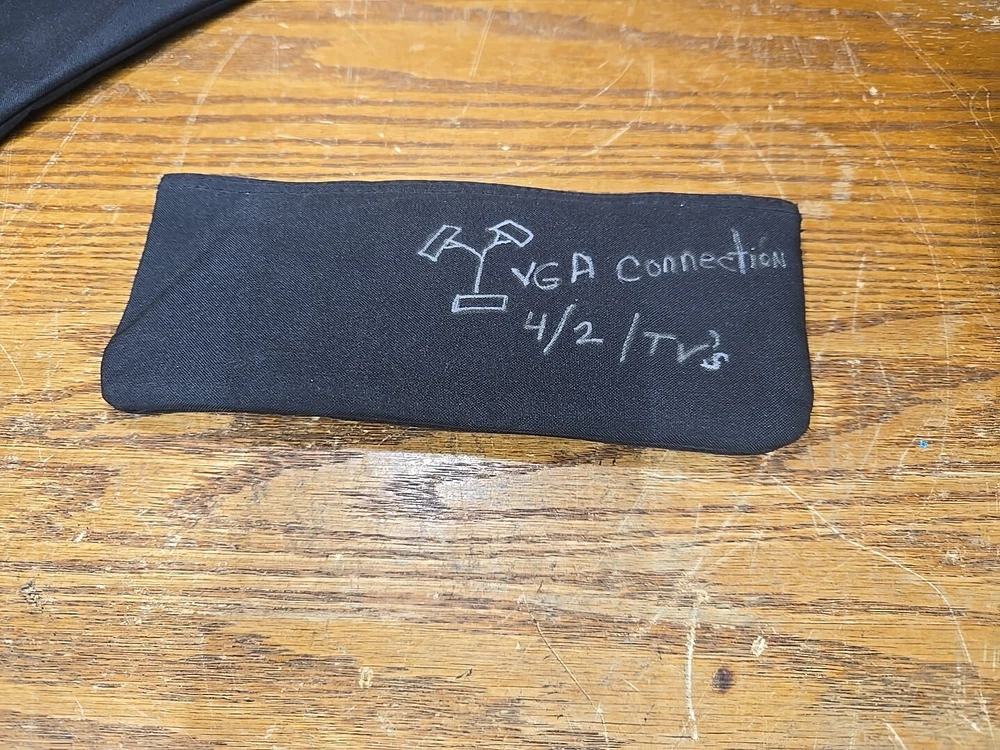 VGA Connection
4/2 /TV's